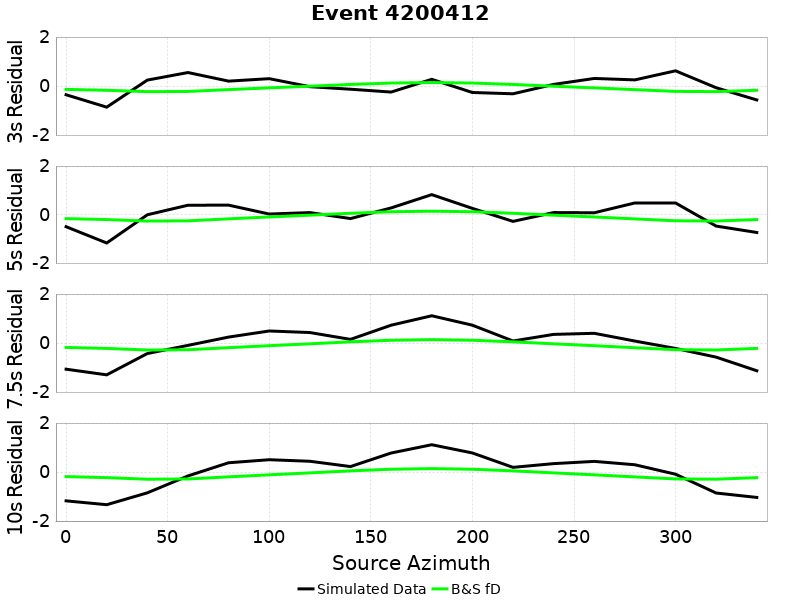 Event 4200412
3s Residual
2
0
-2
5s Residual
2
0
-2
7.5s Residual
2
0
-2
10s Residual
2
0
-2
0 50 100 150 200 250 300
Source Azimuth
Simulated Data B&S fD